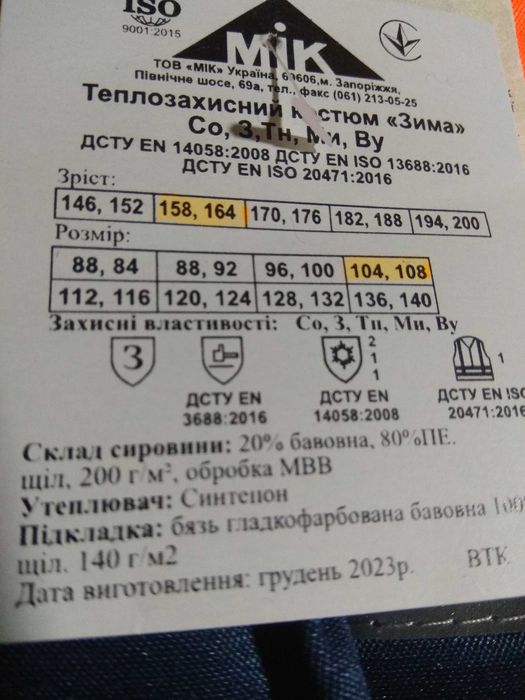 ISO
9001:2015
МІК
ТОВ «МІК» Україна, 69606,м. Запоріжжя,
Північне шосе, 69а, тел., факс (061) 213-05-25
Теплозахисний костюм «Зима»
Со, З,Тн, Ми, Ву
ДСТУ EN 14058:2008 ДСТУ EN ISO 13688:2016
ДСТУ EN ISO 20471:2016
Зріст:
146, 152 158, 164 170, 176 182, 188 194, 200
Розмір:
88, 84 88, 92 96, 100 104, 108
112, 116 120, 124 128, 132 136, 140
Захисні властивості: Со, З, Тп, Ми, Ву
З 2 1 1 1
ДСТУ EN ДСТУ EN ДСТУ EN ISO
3688:2016 14058:2008 20471:2016
Склад сировини: 20% бавовна, 80%ПЕ.
щіл, 200 г/м², обробка МВВ
Утеплювач: Синтепон
Підкладка: бязь гладкофарбована бавовна 100%
щіл. 140 г/м2
Дата виготовлення: грудень 2023р. ВТК